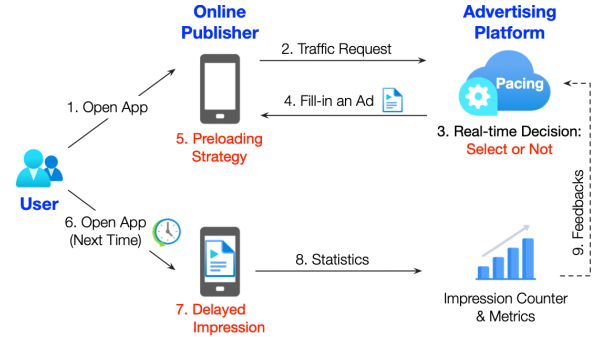 Online
Publisher
Advertising
Platform
2. Traffic Request
Pacing
1. Open App
4. Fill-in an Ad
5. Preloading
Strategy
3. Real-time Decision:
Select or Not
User
6. Open App
(Next Time)
9. Feedbacks
8. Statistics
7. Delayed
Impression
Impression Counter
& Metrics